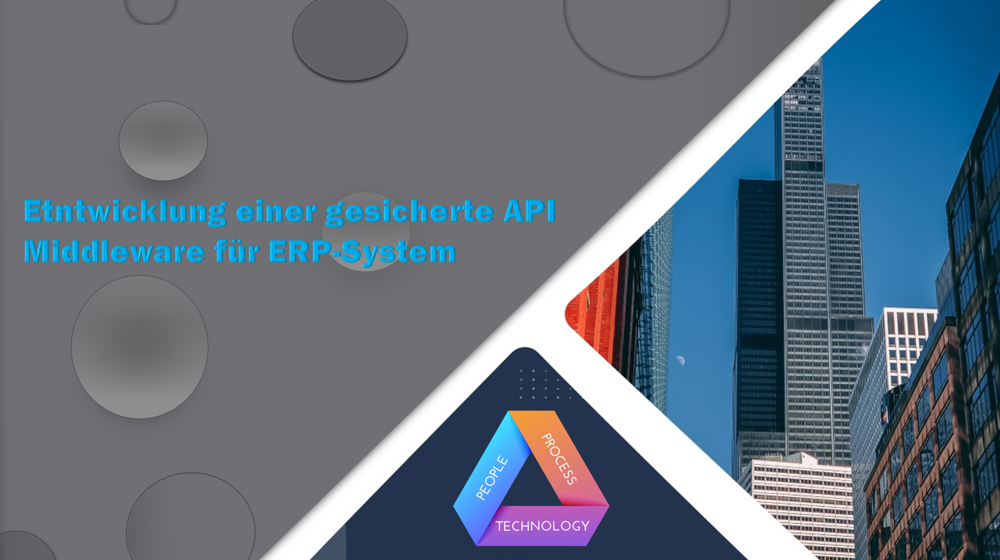 Etntwicklung einer gesicherte API
Middleware für ERP-System
PEOPLE
PROCESS
TECHNOLOGY